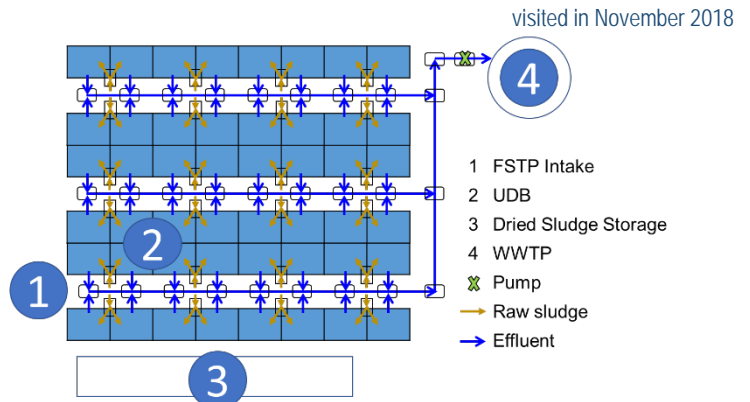 visited in November 2018
4
1 FSTP Intake
2 UDB
3 Dried Sludge Storage
4 WWTP
Pump
Raw sludge
Effluent
2
1
3